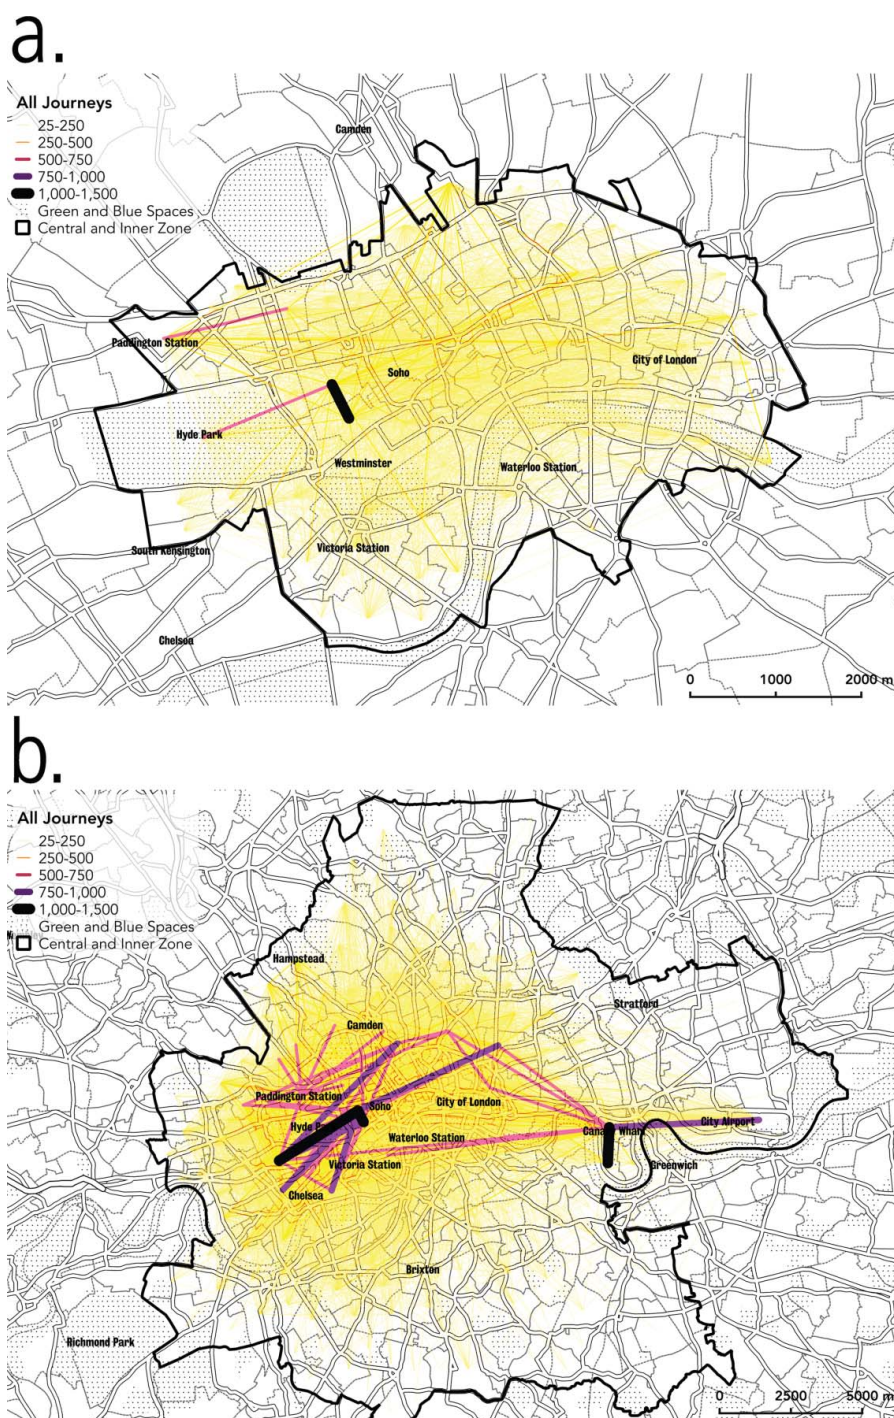 a.
All Journeys
25-250
250-500
500-750
750-1,000
1,000-1,500
Green and Blue Spaces
Central and Inner Zone
Camden
Paddington Station
Soho
City of London
Hyde Park
Westminster
Waterloo Station
South Kensington
Victoria Station
Chelsea
0 1000 2000 m
b.
All Journeys
25-250
250-500
500-750
750-1,000
1,000-1,500
Green and Blue Spaces
Central and Inner Zone
Hampstead
Stratford
Camden
Paddington Station
Soho
City of London
Hyde P
City Airport
Canary Wharf
Waterloo Station
Victoria Station
Greenwich
Chelsea
Brixton
Richmond Park
0 2500 5000 m